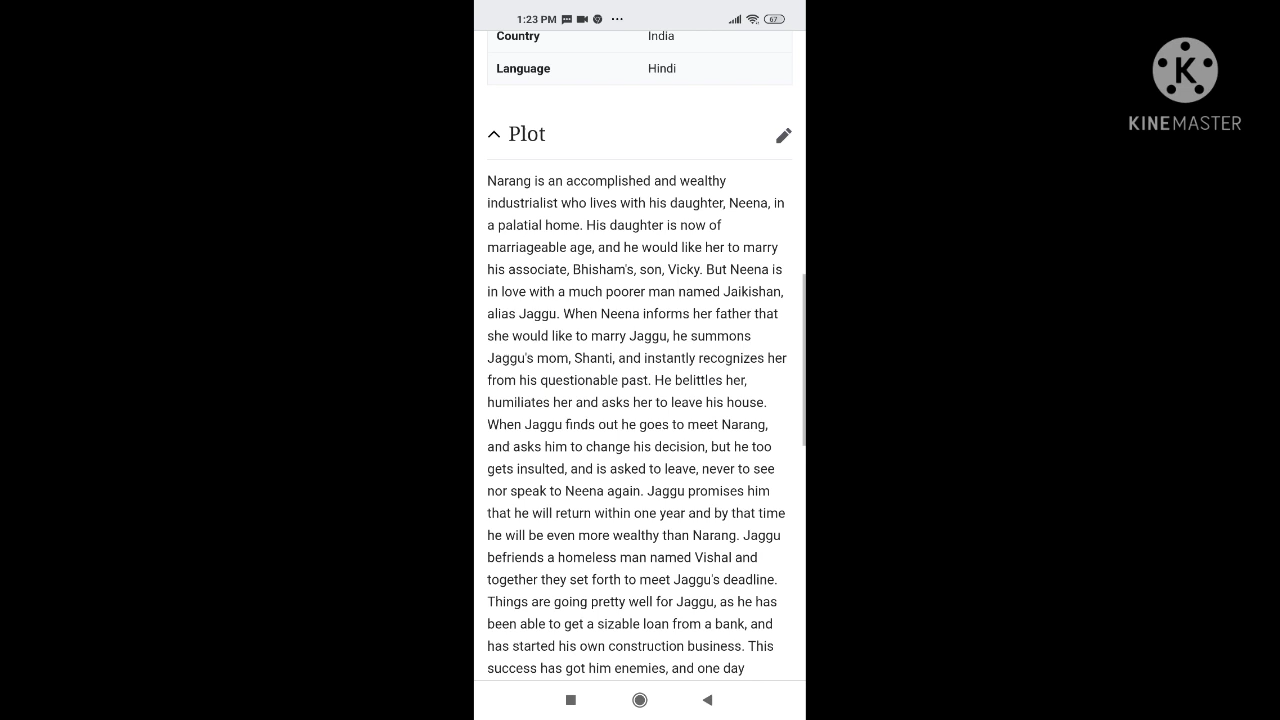 1:23 PM
67
Country India
Language Hindi
Plot
Narang is an accomplished and wealthy
industrialist who lives with his daughter, Neena, in
a palatial home. His daughter is now of
marriageable age, and he would like her to marry
his associate, Bhisham's, son, Vicky. But Neena is
in love with a much poorer man named Jaikishan,
alias Jaggu. When Neena informs her father that
she would like to marry Jaggu, he summons
Jaggu's mom, Shanti, and instantly recognizes her
from his questionable past. He belittles her,
humiliates her and asks her to leave his house.
When Jaggu finds out he goes to meet Narang,
and asks him to change his decision, but he too
gets insulted, and is asked to leave, never to see
nor speak to Neena again. Jaggu promises him
that he will return within one year and by that time
he will be even more wealthy than Narang. Jaggu
befriends a homeless man named Vishal and
together they set forth to meet Jaggu's deadline.
Things are going pretty well for Jaggu, as he has
been able to get a sizable loan from a bank, and
has started his own construction business. This
success has got him enemies, and one day
K
KINEMASTER